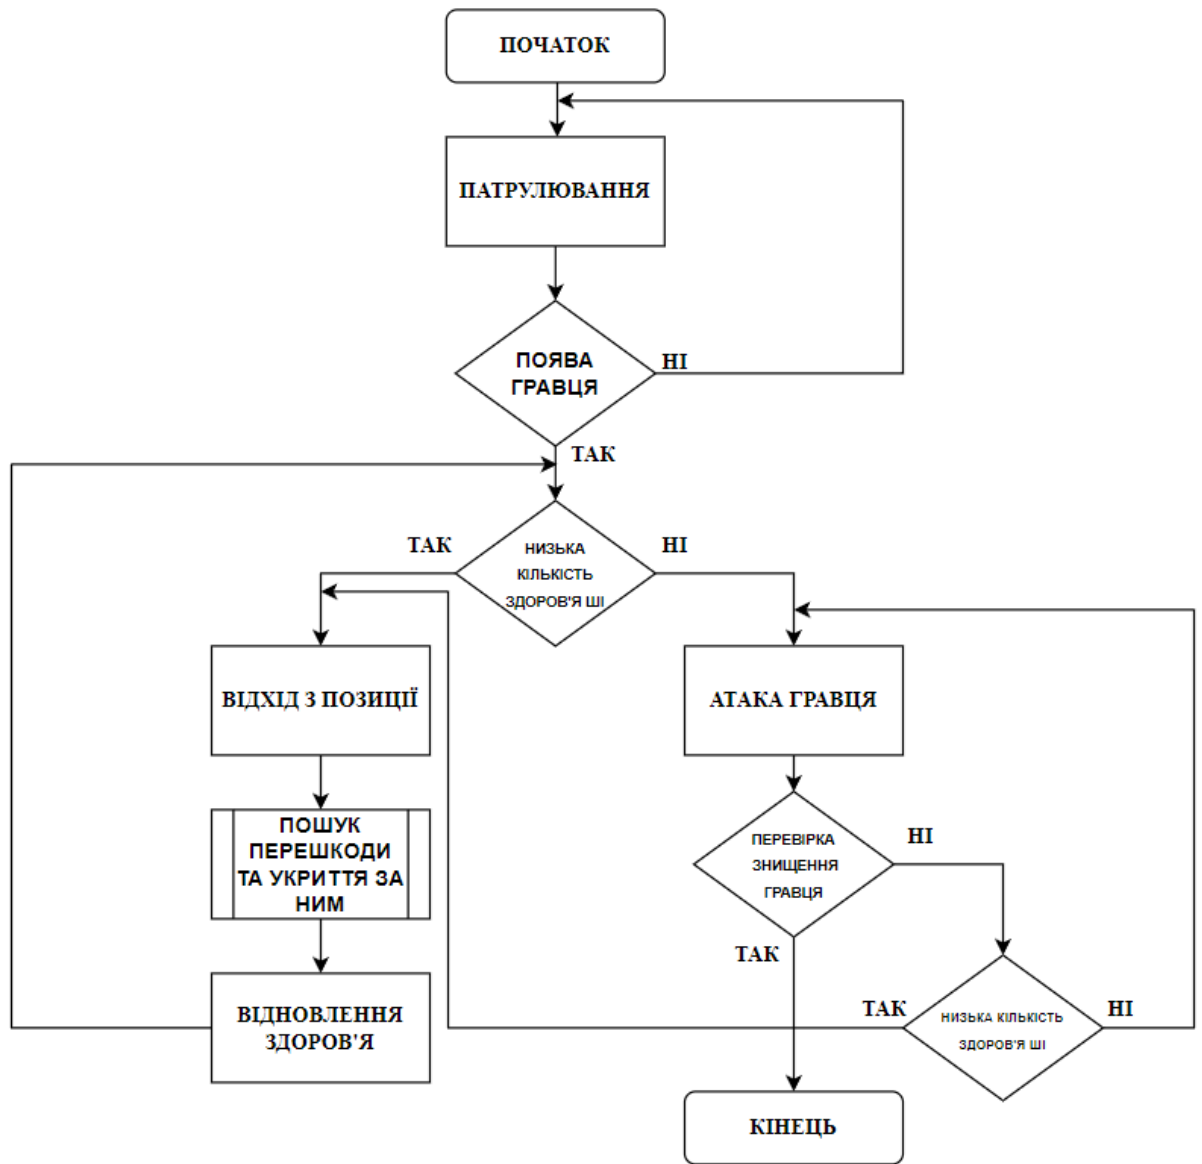 ПОЧАТОК
ПАТРУЛЮВАННЯ
ПОЯВА
ГРАВЦЯ
НІ
ТАК
НИЗЬКА
КІЛЬКІСТЬ
ЗДОРОВ'Я ШІ
ТАК
НІ
ВІДХІД З ПОЗИЦІЇ
АТАКА ГРАВЦЯ
ПОШУК
ПЕРЕШКОДИ
ТА УКРИТТЯ ЗА
НИМ
ПЕРЕВІРКА
ЗНИЩЕННЯ
ГРАВЦЯ
НІ
ТАК
ВІДНОВЛЕННЯ
ЗДОРОВ'Я
ТАК
НИЗЬКА КІЛЬКІСТЬ
ЗДОРОВ'Я ШІ
НІ
КІНЕЦЬ